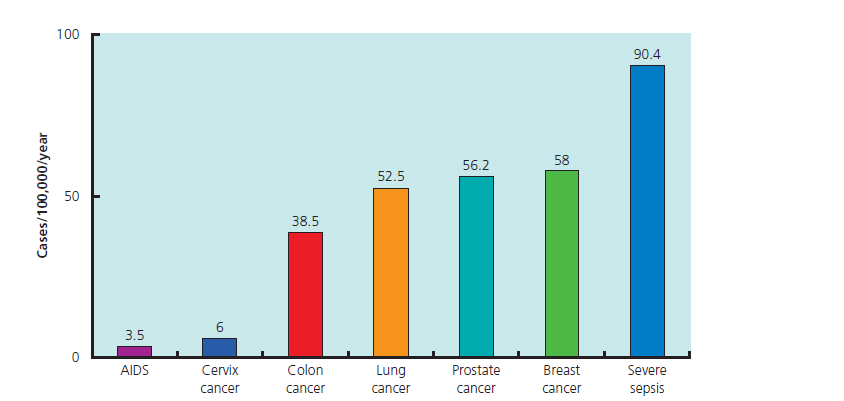 Cases/100,000/year
100
50
0
3.5
6
38.5
52.5
56.2
58
90.4
AIDS
Cervix
cancer
Colon
cancer
Lung
cancer
Prostate
cancer
Breast
cancer
Severe
sepsis